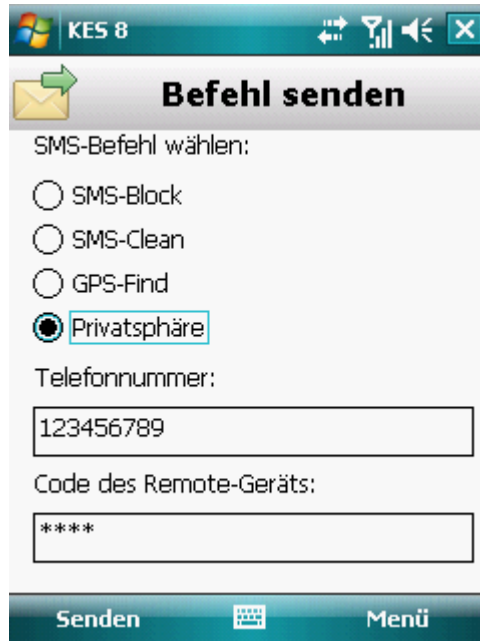 KES 8
Befehl senden
SMS-Befehl wählen:
SMS-Block
SMS-Clean
GPS-Find
Privatsphäre
Telefonnummer:
123456789
Code des Remote-Geräts:
****
Senden Menü